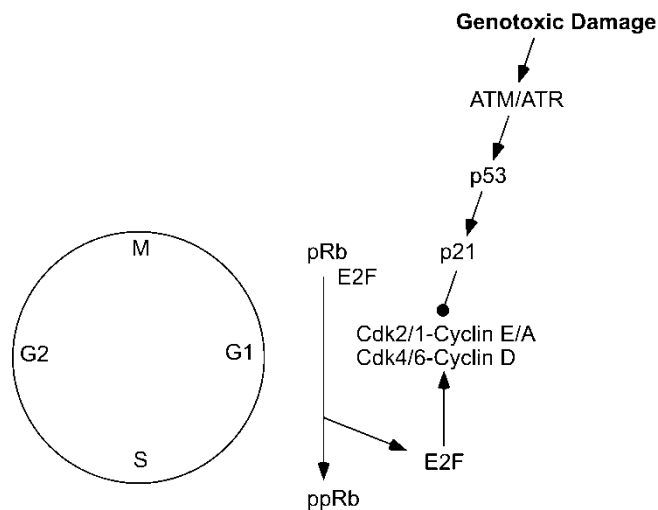 Genotoxic Damage
ATM/ATR
p53
M
pRb
p21
E2F
Cdk2/1-Cyclin E/A
G2
G1
Cdk4/6-Cyclin D
S
E2F
ppRb